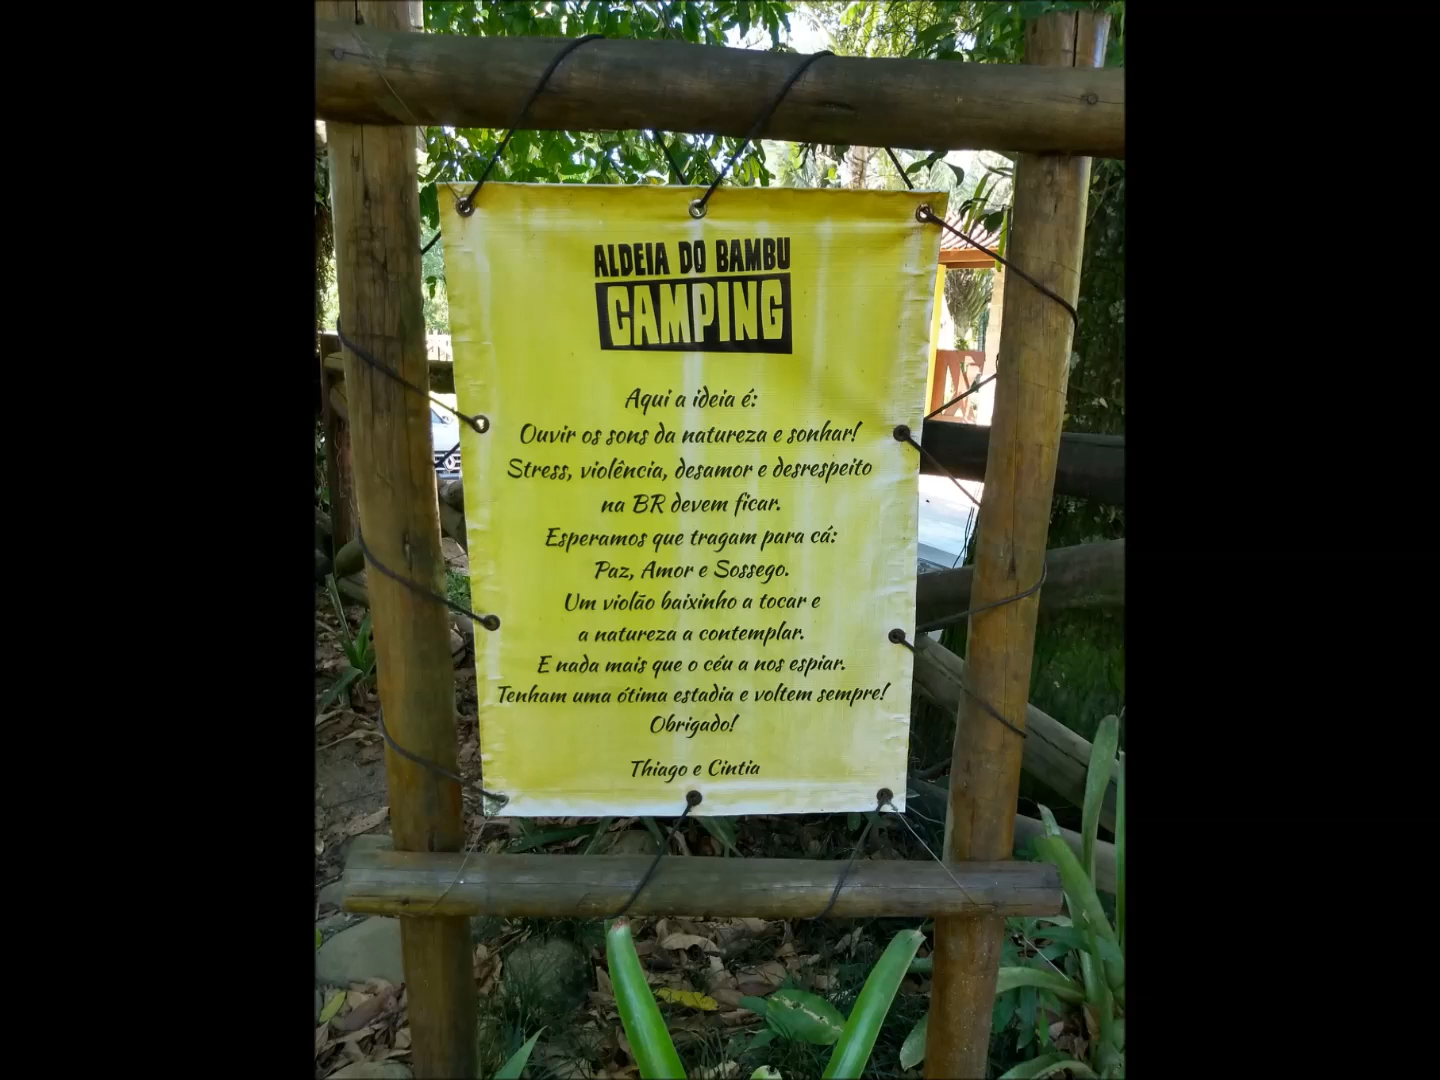 ALDEIA DO BAMBU
CAMPING
Aqui a ideia é:
Ouvir os sons da natureza e sonhar!
Stress, violência, desamor e desrespeito
na BR devem ficar.
Esperamos que tragam para cá:
Paz, Amor e Sossego.
Um violão baixinho a tocar e
a natureza a contemplar.
E nada mais que o céu a nos espiar.
Tenham uma ótima estadia e voltem sempre!
Obrigado!
Thiago e Cintia